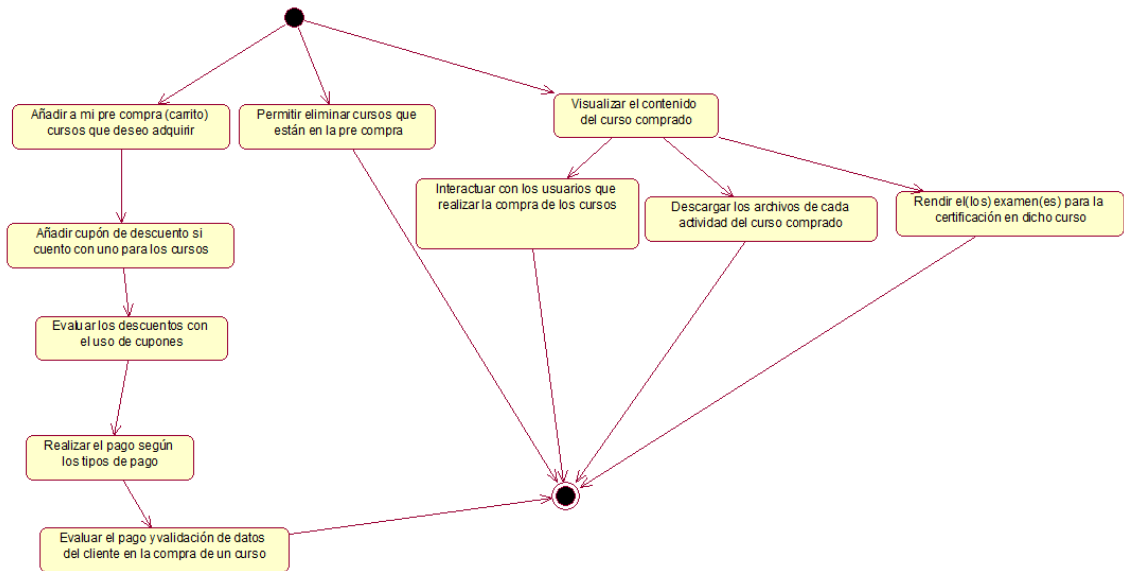 Añadir a mi pre compra (carrito)
cursos que deseo adquirir
Permitir eliminar cursos que
están en la pre compra
Visualizar el contenido
del curso comprado
Interactuar con los usuarios que
realizar la compra de los cursos
Descargar los archivos de cada
actividad del curso comprado
Rendir el(los) examen(es) para la
certificación en dicho curso
Añadir cupón de descuento si
cuento con uno para los cursos
Evaluar los descuentos con
el uso de cupones
Realizar el pago según
los tipos de pago
Evaluar el pago y validación de datos
del cliente en la compra de un curso